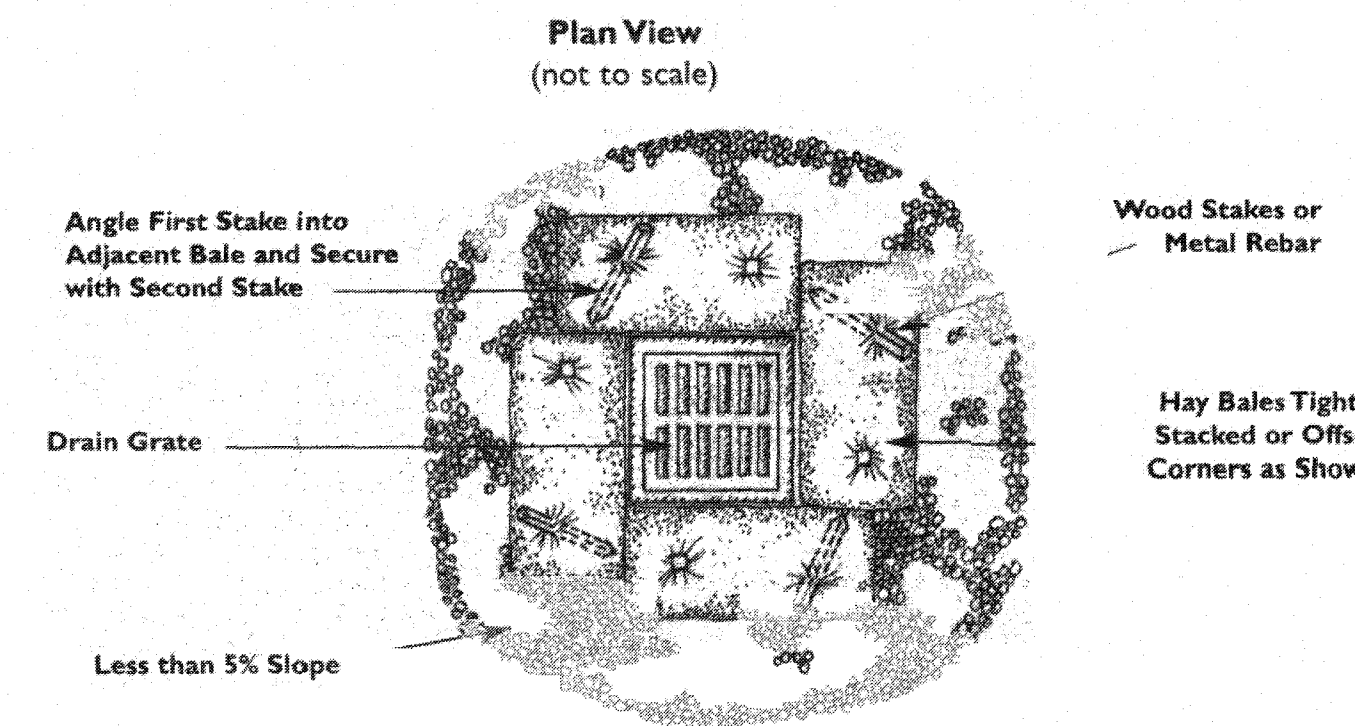 Plan View
(not to scale)
Angle First Stake into
Adjacent Bale and Secure
with Second Stake
Wood Stakes or
Metal Rebar
Drain Grate
Hay Bales Tight
Stacked or Offs
Corners as Show
Less than 5% Slope